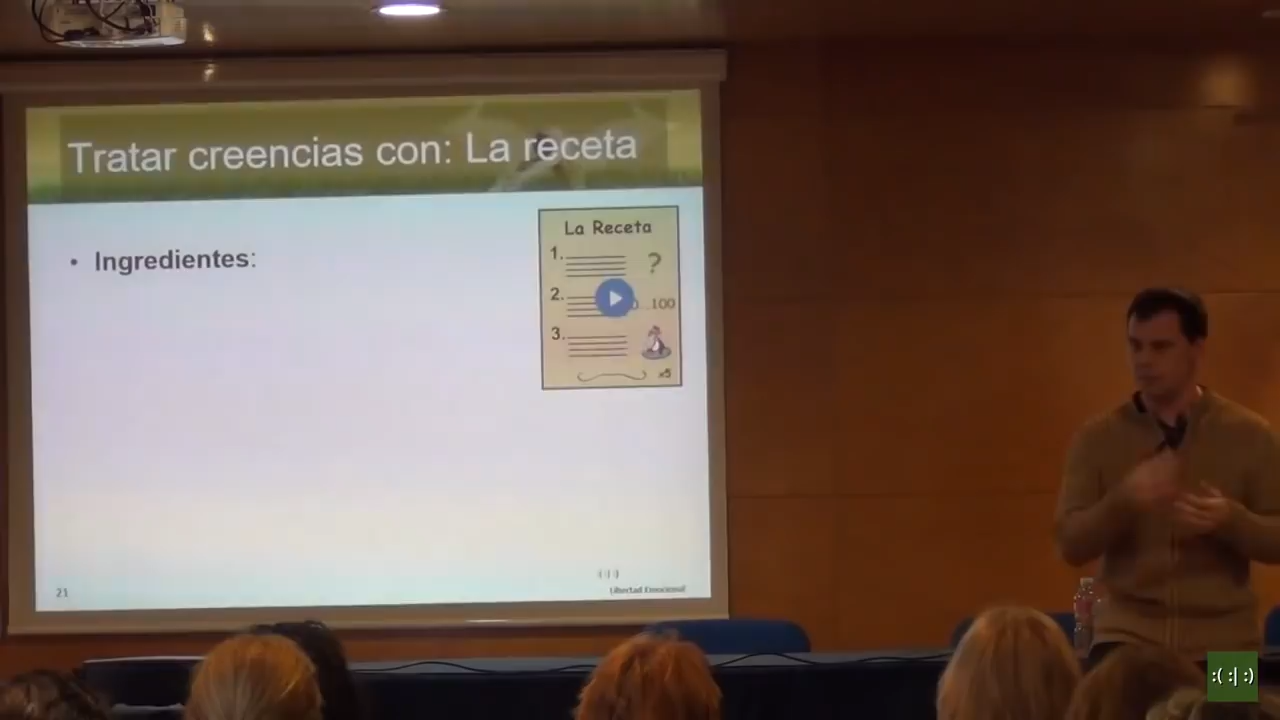 Tratar creencias con: La receta
• Ingredientes:
La Receta
1.
?
2.
100
3.
x5
21
:( :| :)
Libertad Emocional
:( :| :)